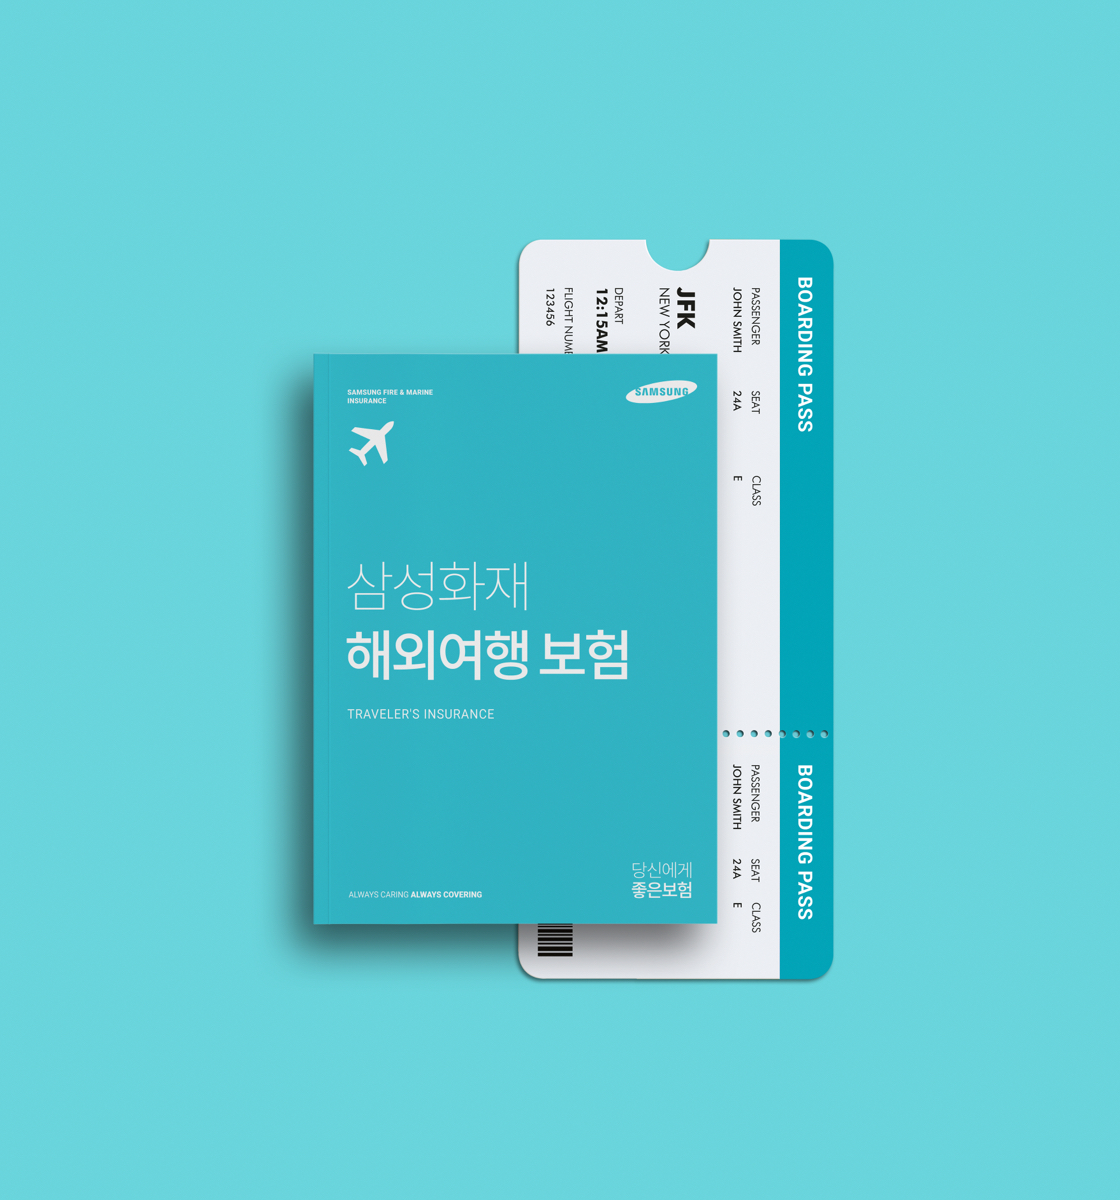 SAMSUNG FIRE & MARINE
INSURANCE
SAMSUNG
삼성화재
해외여행 보험
TRAVELER'S INSURANCE
ALWAYS CARING ALWAYS COVERING
당신에게
좋은보험
BOARDING PASS
PASSENGER SEAT CLASS
JOHN SMITH 24A E
JFK
NEW YORK
DEPART
12:15AM
FLIGHT NUMB
123456
BOARDING PASS
PASSENGER SEAT CLASS
JOHN SMITH 24A E